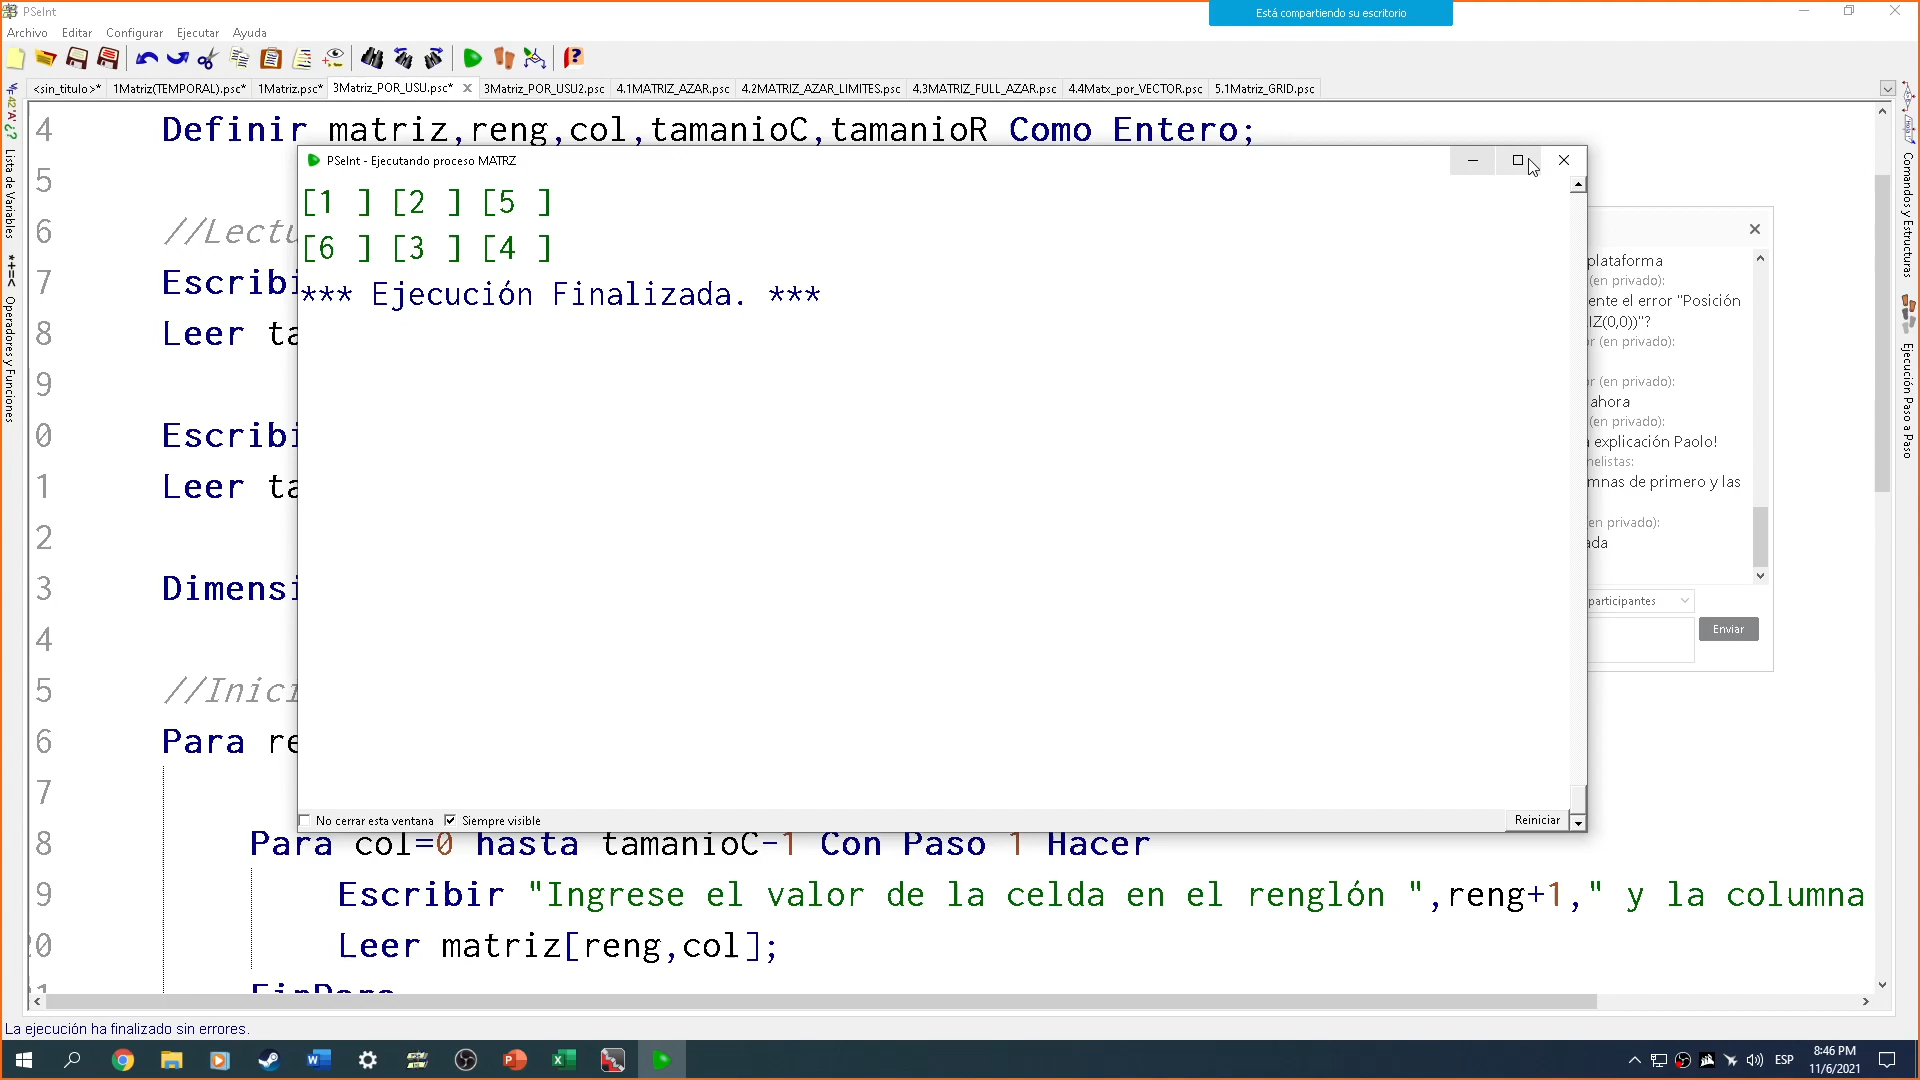 PSeInt
Está compartiendo su escritorio
Archivo Editar Configurar Ejecutar Ayuda
<sin_titulo>* 1Matriz(TEMPORAL).psc* 1Matriz.psc* 3Matriz_POR_USU.psc* 3Matriz_POR_USU2.psc 4.1MATRIZ_AZAR.psc 4.2MATRIZ_AZAR_LIMITES.psc 4.3MATRIZ_FULL_AZAR.psc 4.4Matx_por_VECTOR.psc 5.1Matriz_GRID.psc
Lista de Variables
Operadores y Funciones
Comandos y Estructuras
Ejecución Paso a Paso
4 Definir matriz,reng,col,tamanioC,tamanioR Como Entero;
5
6 //Lectu
7 Escribi
8 Leer ta
9
0 Escribi
1 Leer ta
2
3 Dimensi
4
5 //Inici
6 Para re
7
8 Para col=0 hasta tamanioC-1 Con Paso 1 Hacer
9 Escribir "Ingrese el valor de la celda en el renglón ",reng+1," y la columna
20 Leer matriz[reng,col];
PSeInt - Ejecutando proceso MATRZ
[1 ] [2 ] [5 ]
[6 ] [3 ] [4 ]
*** Ejecución Finalizada. ***
No cerrar esta ventana Siempre visible
Reiniciar
plataforma
(en privado):
ente el error "Posición
IZ(0,0))"?
or (en privado):
or (en privado):
ahora
(en privado):
a explicación Paolo!
nelistas:
mnas de primero y las
en privado):
ada
participantes
Enviar
La ejecución ha finalizado sin errores.
ESP
8:46 PM
11/6/2021